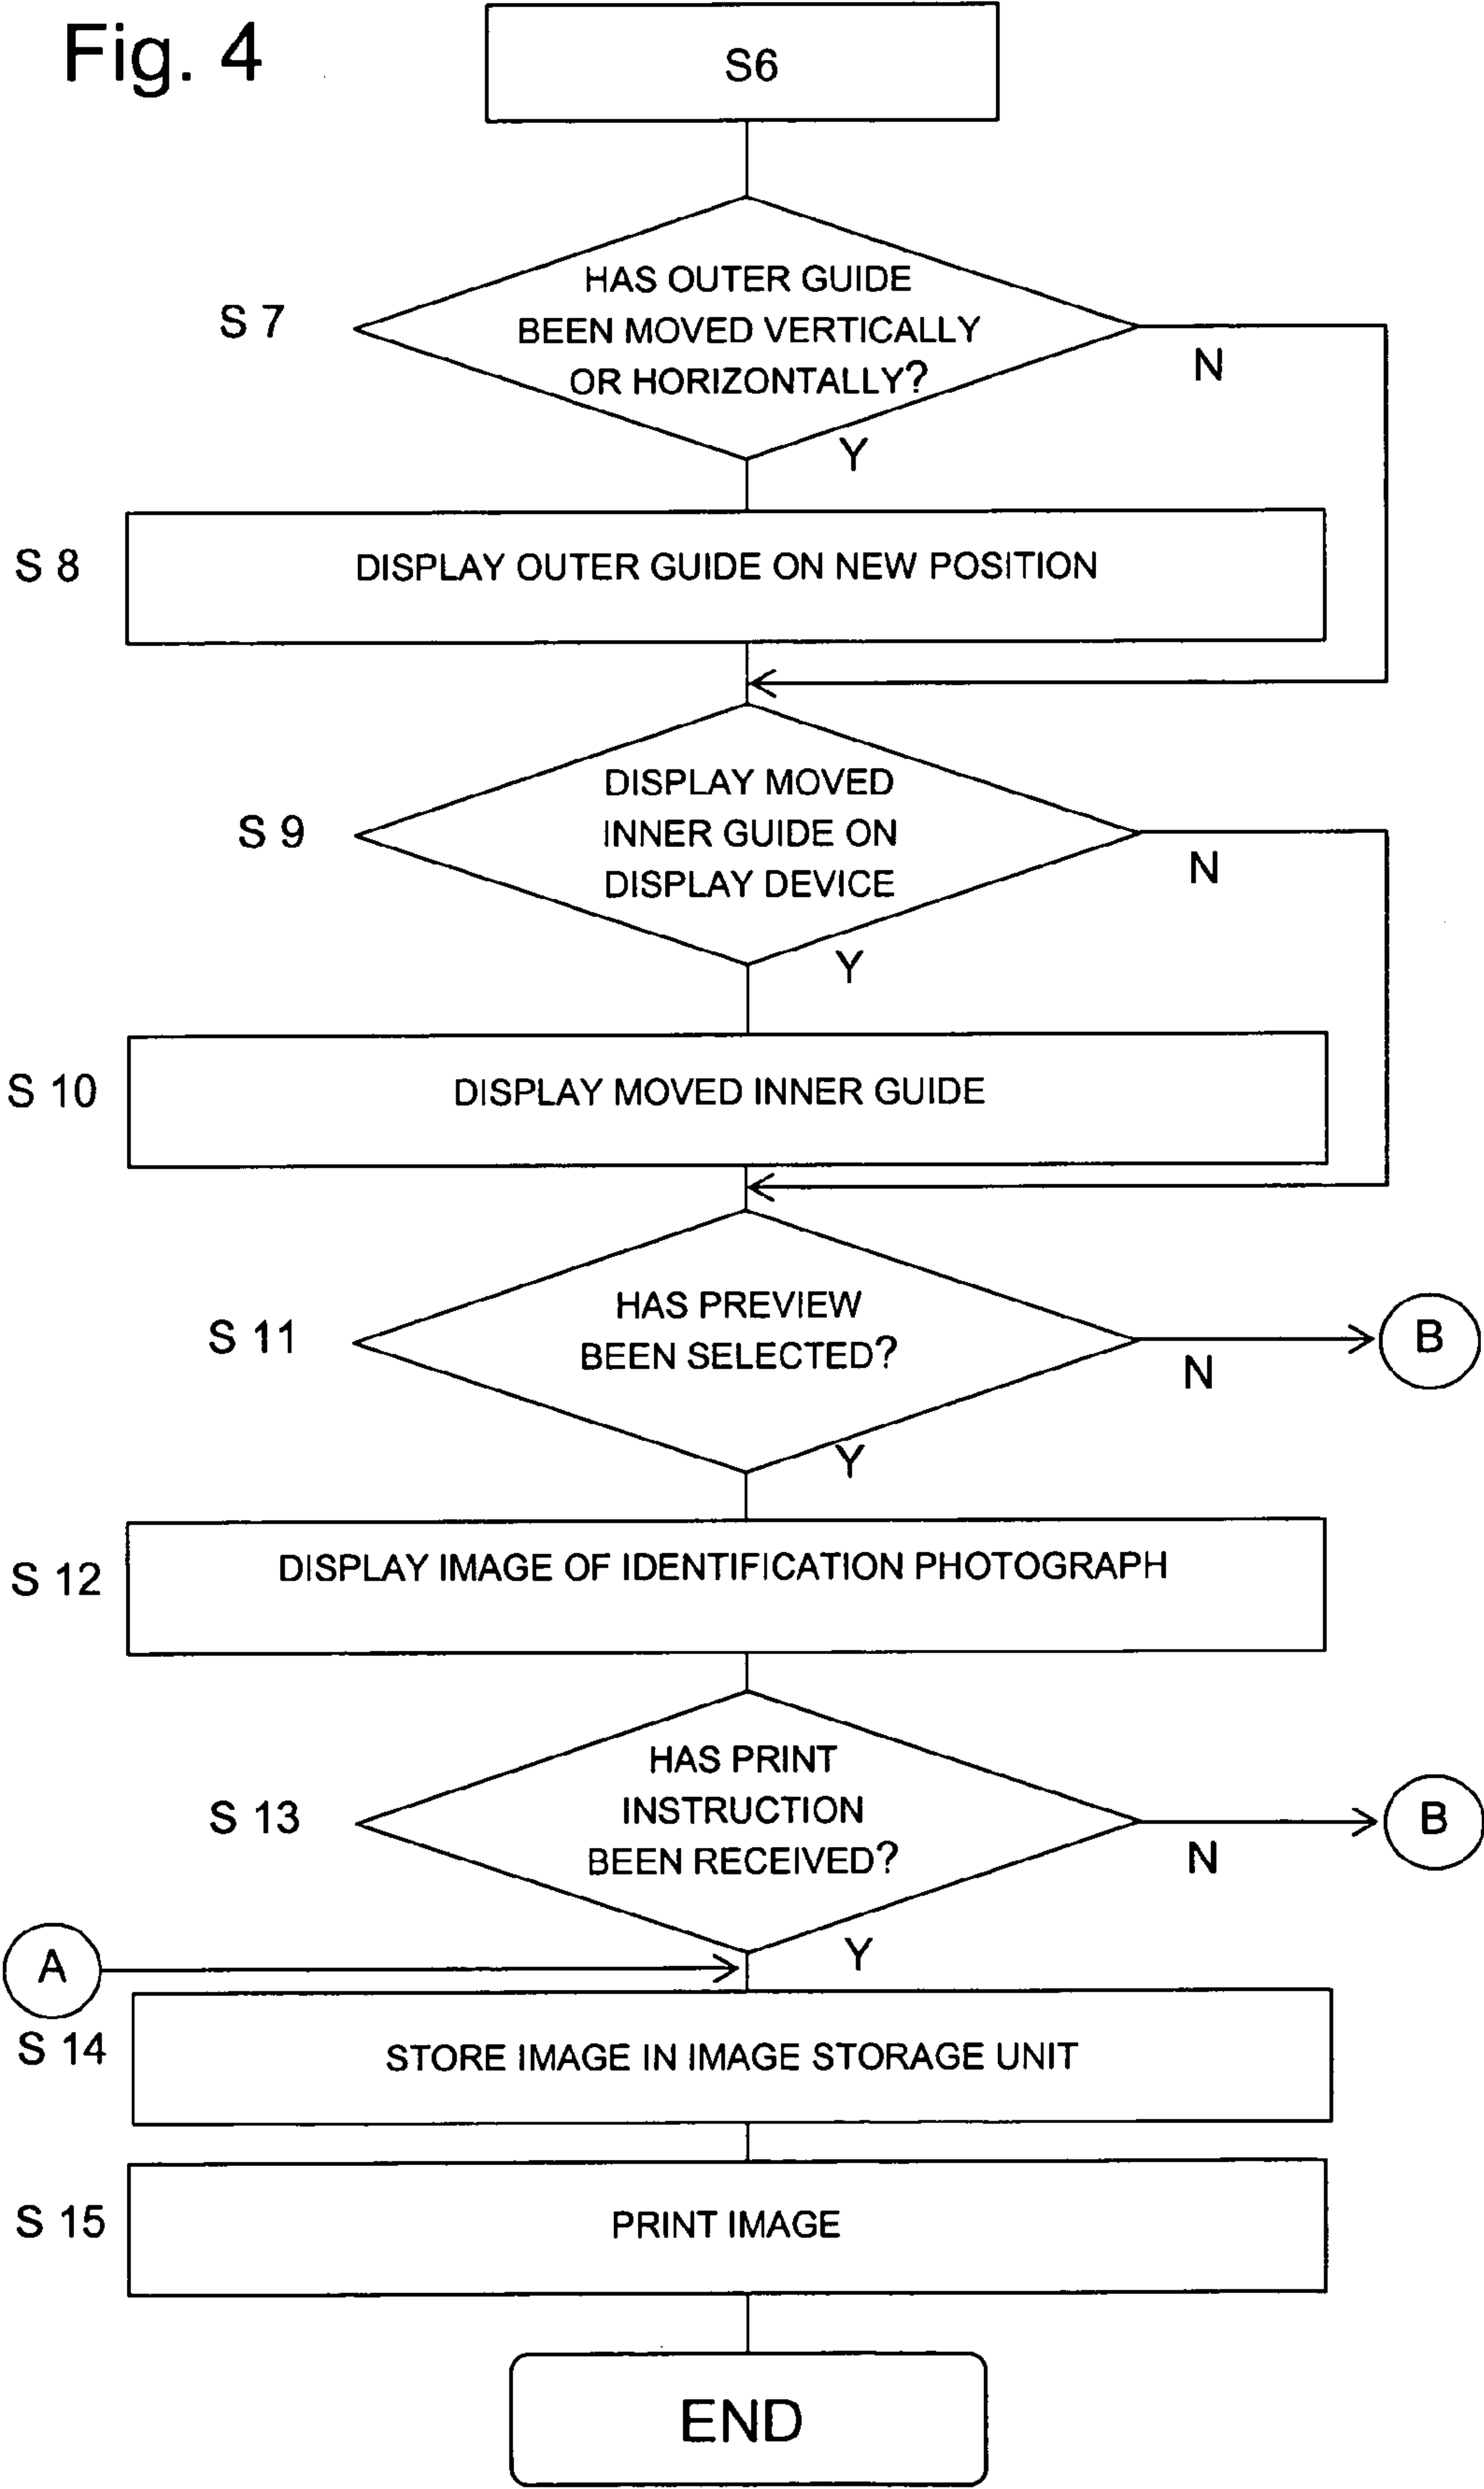 Fig. 4
S6
S 7
HAS OUTER GUIDE
BEEN MOVED VERTICALLY
OR HORIZONTALLY?
N
Y
S 8
DISPLAY OUTER GUIDE ON NEW POSITION
S 9
DISPLAY MOVED
INNER GUIDE ON
DISPLAY DEVICE
N
Y
S 10
DISPLAY MOVED INNER GUIDE
S 11
HAS PREVIEW
BEEN SELECTED?
N
B
Y
S 12
DISPLAY IMAGE OF IDENTIFICATION PHOTOGRAPH
S 13
HAS PRINT
INSTRUCTION
BEEN RECEIVED?
N
B
Y
A
S 14
STORE IMAGE IN IMAGE STORAGE UNIT
S 15
PRINT IMAGE
END